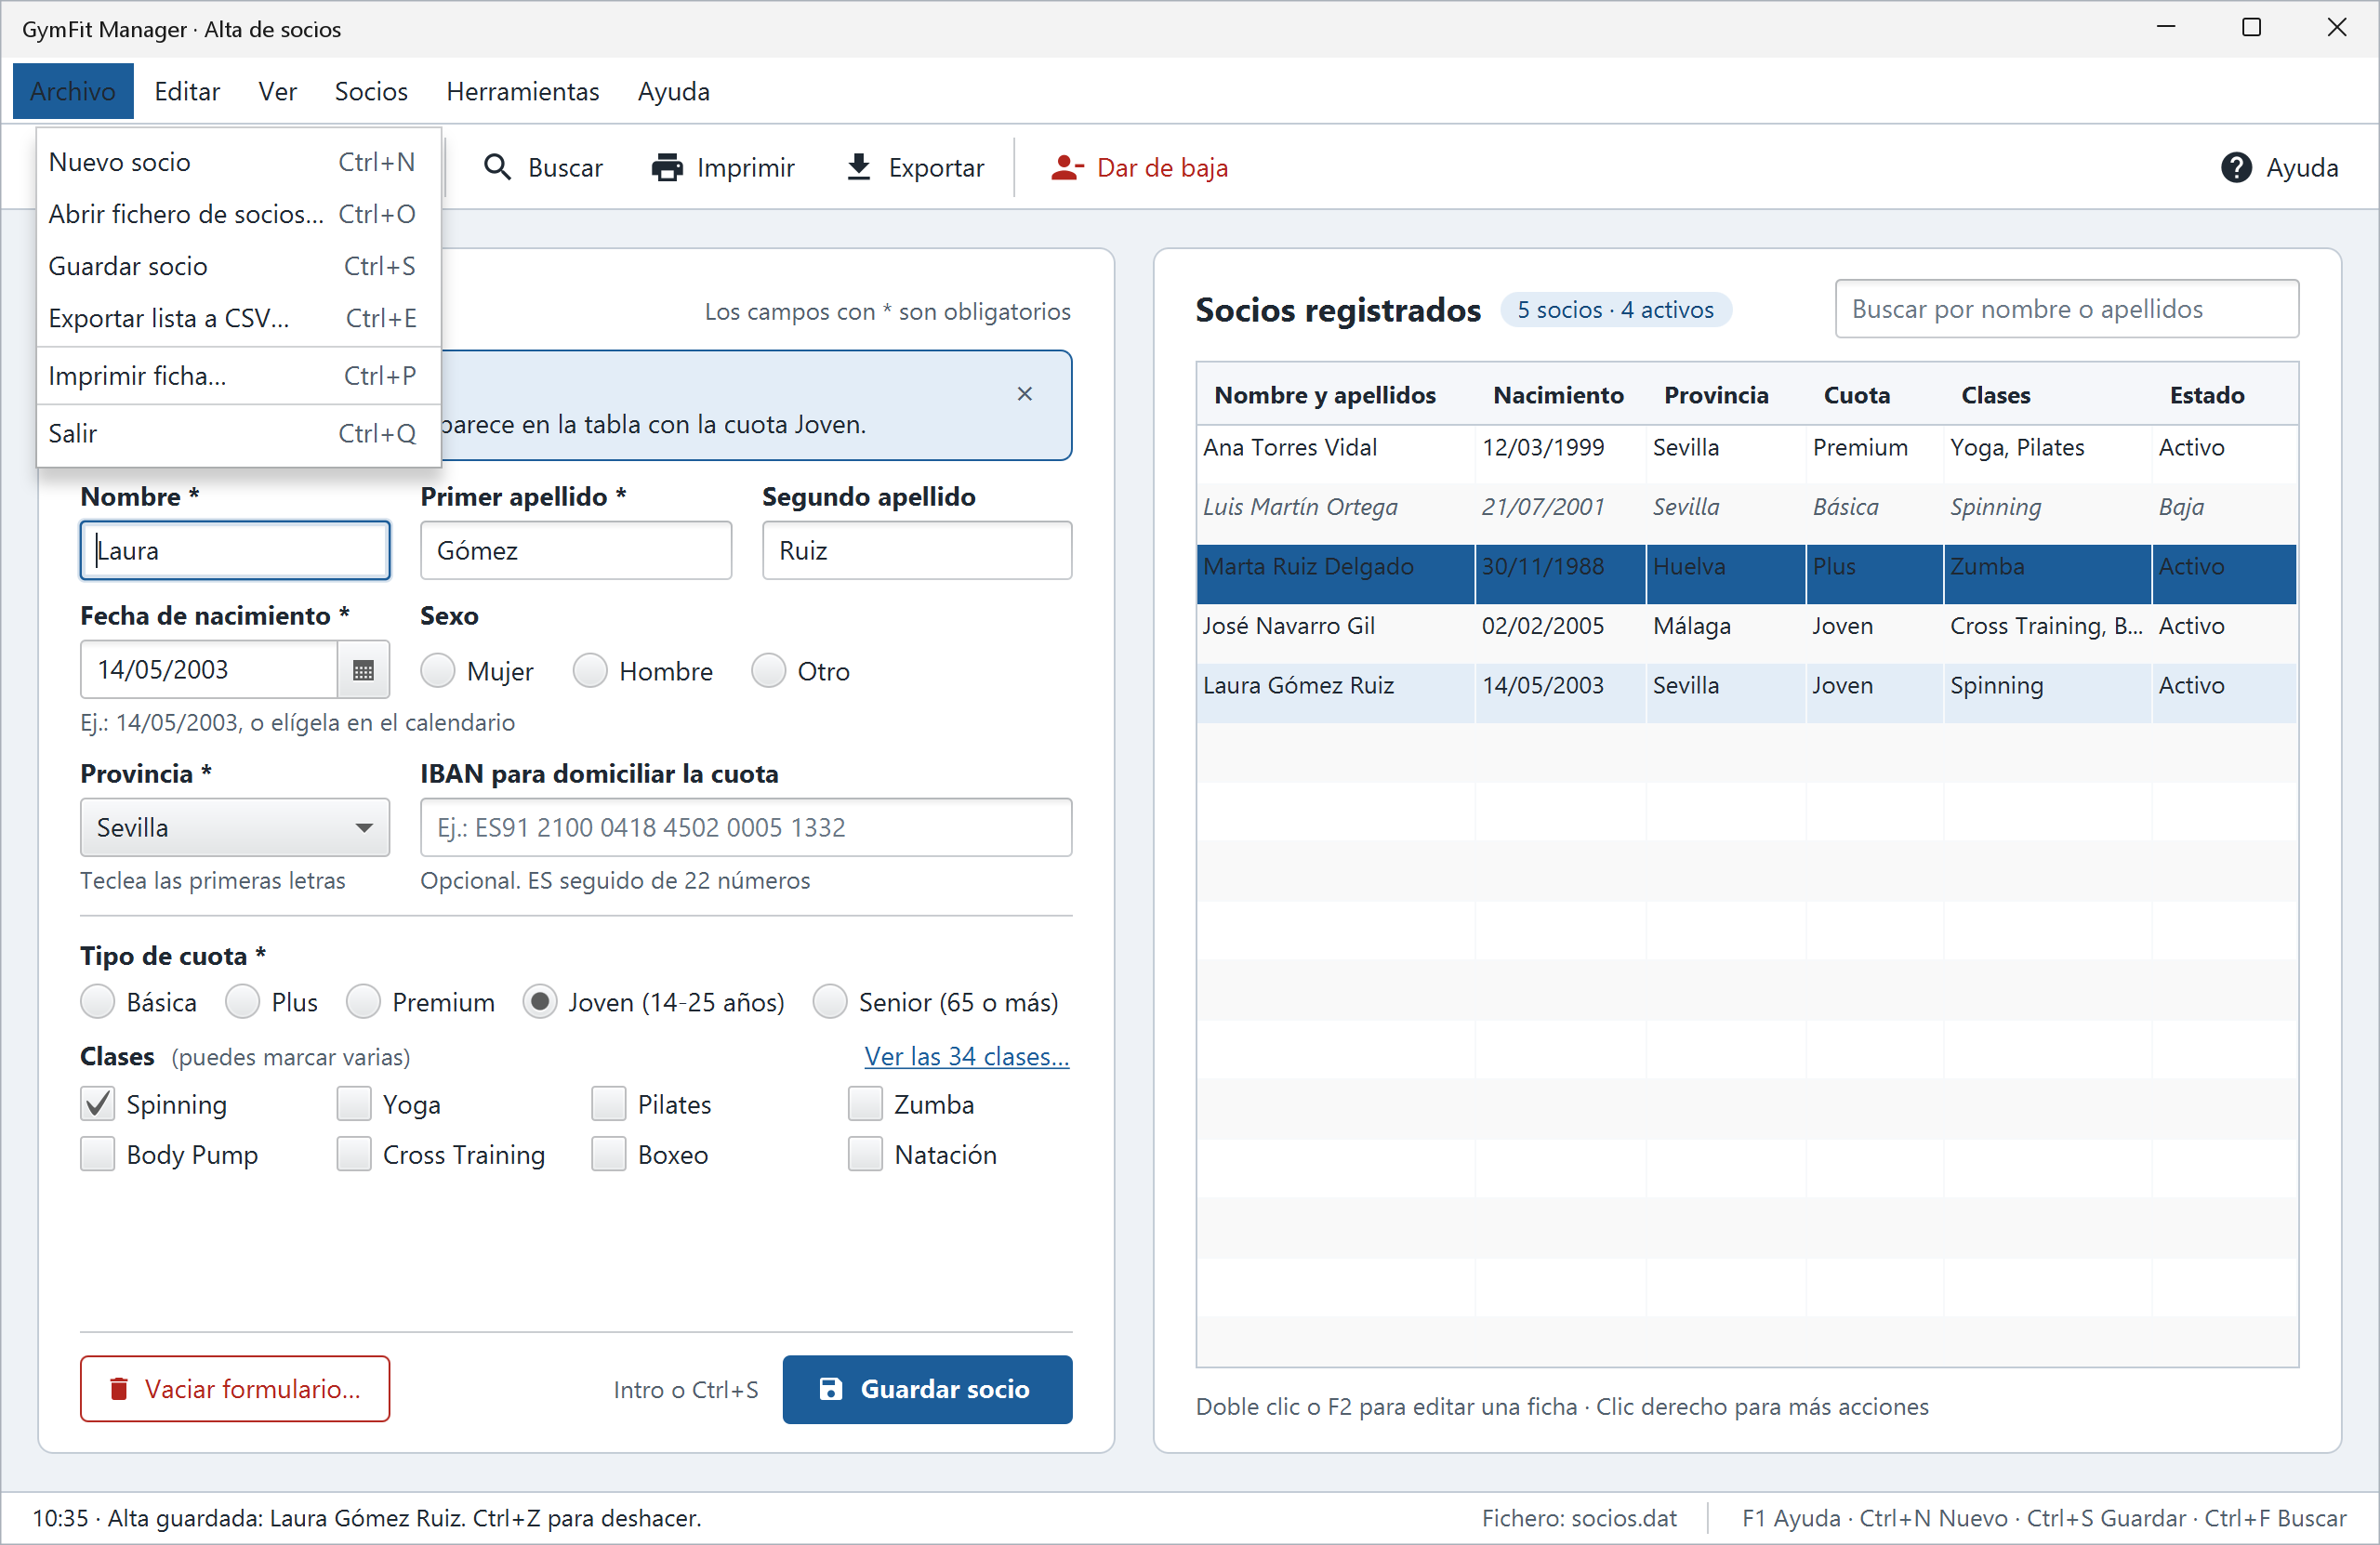 GymFit Manager · Alta de socios
Archivo Editar Ver Socios Herramientas Ayuda
Nuevo socio Ctrl+N
Abrir fichero de socios... Ctrl+O
Guardar socio Ctrl+S
Exportar lista a CSV... Ctrl+E
Imprimir ficha... Ctrl+P
Salir Ctrl+Q
Buscar Imprimir Exportar Dar de baja Ayuda
Los campos con * son obligatorios
parece en la tabla con la cuota Joven.
Nombre * Primer apellido * Segundo apellido
Laura Gómez Ruiz
Fecha de nacimiento * Sexo
14/05/2003 Mujer Hombre Otro
Ej.: 14/05/2003, o elígela en el calendario
Provincia * IBAN para domiciliar la cuota
Sevilla Ej.: ES91 2100 0418 4502 0005 1332
Teclea las primeras letras Opcional. ES seguido de 22 números
Tipo de cuota *
Básica Plus Premium Joven (14-25 años) Senior (65 o más)
Clases (puedes marcar varias) Ver las 34 clases...
Spinning Yoga Pilates Zumba
Body Pump Cross Training Boxeo Natación
Vaciar formulario... Intro o Ctrl+S Guardar socio
Socios registrados 5 socios · 4 activos Buscar por nombre o apellidos
Nombre y apellidos Nacimiento Provincia Cuota Clases Estado
Ana Torres Vidal 12/03/1999 Sevilla Premium Yoga, Pilates Activo
Luis Martín Ortega 21/07/2001 Sevilla Básica Spinning Baja
Marta Ruiz Delgado 30/11/1988 Huelva Plus Zumba Activo
José Navarro Gil 02/02/2005 Málaga Joven Cross Training, B... Activo
Laura Gómez Ruiz 14/05/2003 Sevilla Joven Spinning Activo
Doble clic o F2 para editar una ficha · Clic derecho para más acciones
10:35 · Alta guardada: Laura Gómez Ruiz. Ctrl+Z para deshacer.
Fichero: socios.dat F1 Ayuda · Ctrl+N Nuevo · Ctrl+S Guardar · Ctrl+F Buscar